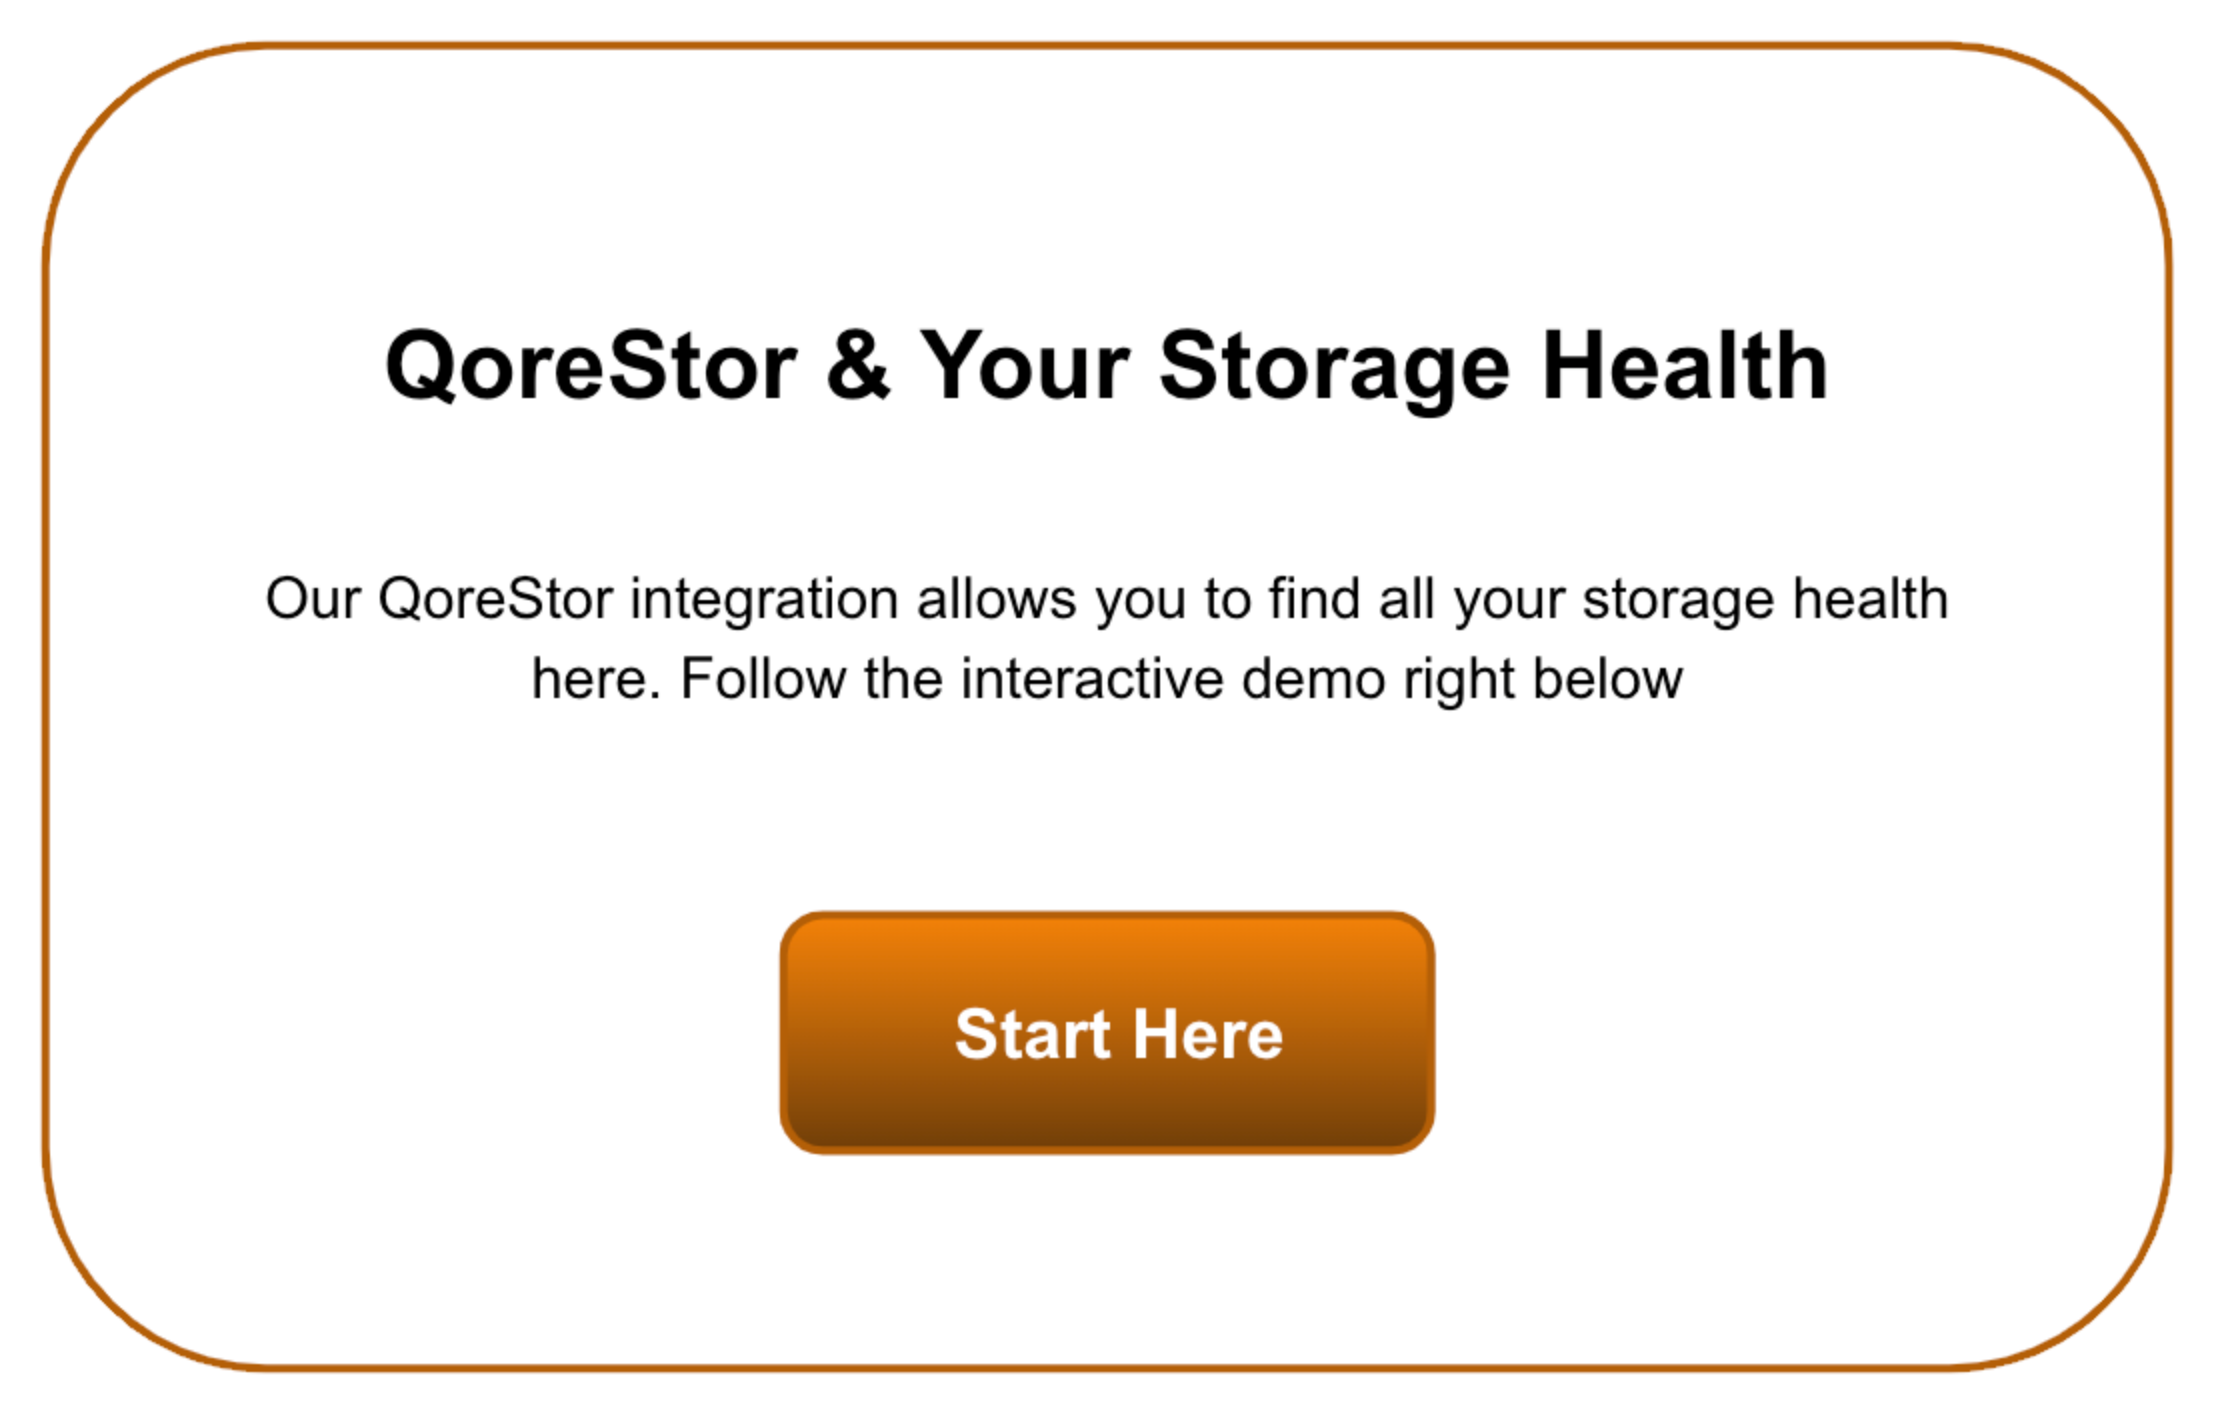 QoreStor & Your Storage Health
Our QoreStor integration allows you to find all your storage health
here. Follow the interactive demo right below
Start Here